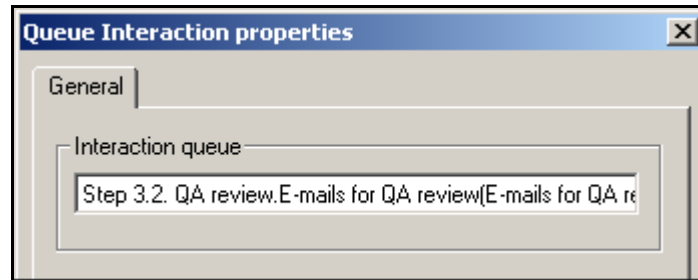 Queue Interaction properties
General
Interaction queue
Step 3.2. QA review.E-mails for QA review(E-mails for QA re